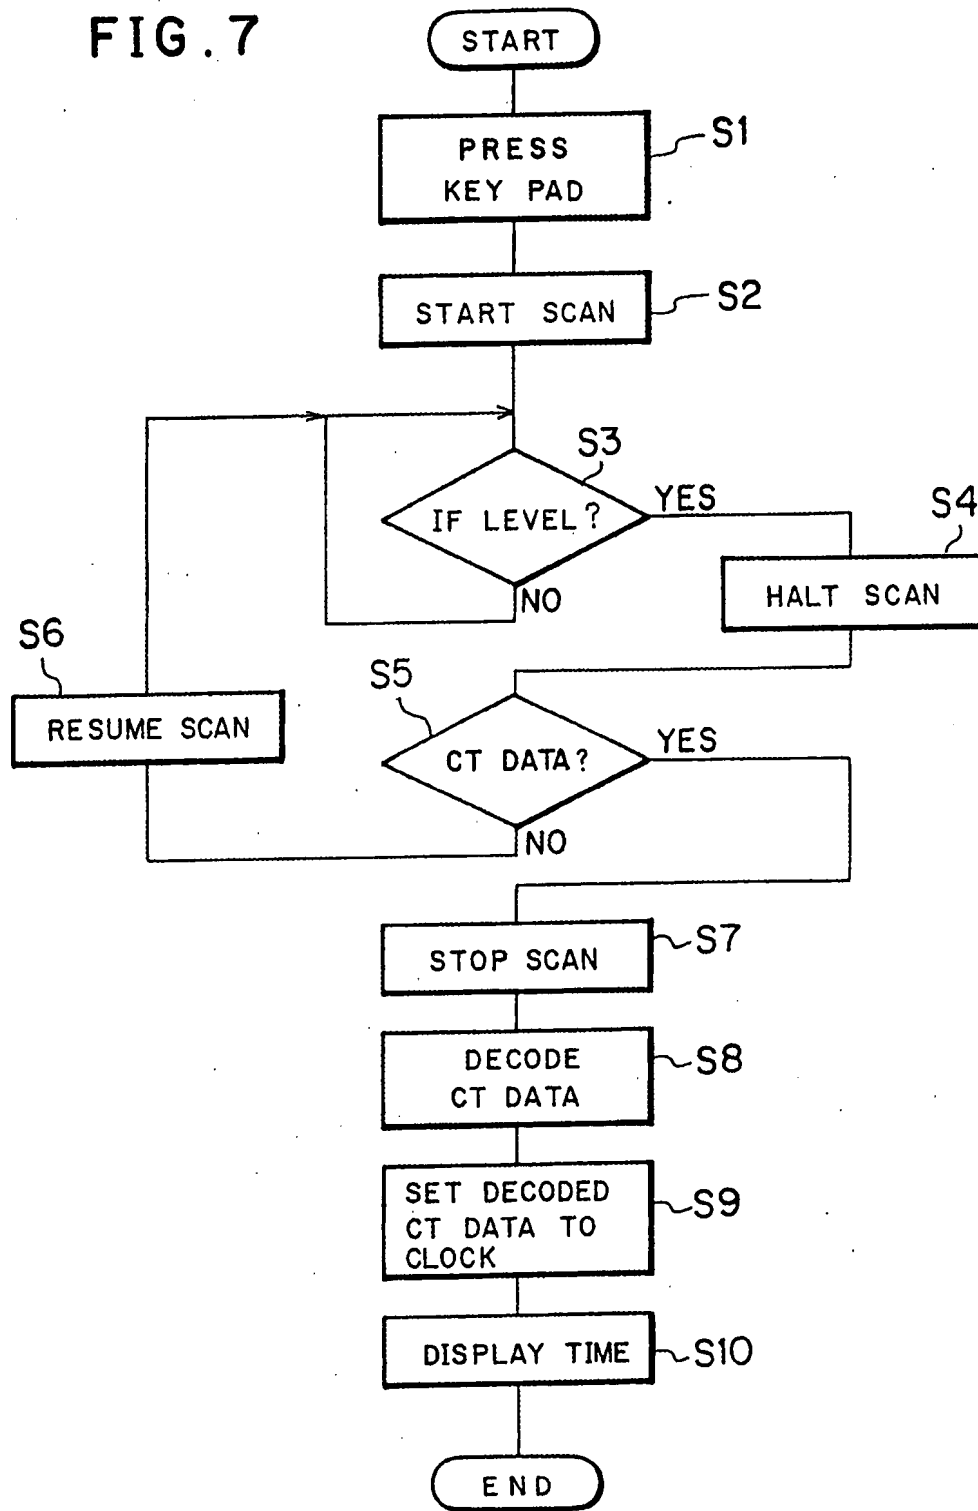 FIG. 7
START
PRESS
KEY PAD
S1
START SCAN
S2
IF LEVEL?
S3
YES
NO
HALT SCAN
S4
RESUME SCAN
S6
CT DATA?
S5
YES
NO
STOP SCAN
S7
DECODE
CT DATA
S8
SET DECODED
CT DATA TO
CLOCK
S9
DISPLAY TIME
S10
END